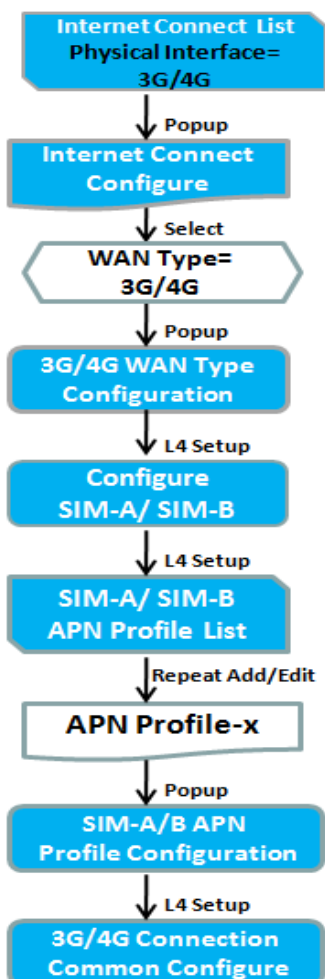 Internet Connect List
Physical Interface=
3G/4G
Popup
Internet Connect
Configure
Select
WAN Type=
3G/4G
Popup
3G/4G WAN Type
Configuration
L4 Setup
Configure
SIM-A/ SIM-B
L4 Setup
SIM-A/ SIM-B
APN Profile List
Repeat Add/Edit
APN Profile-x
Popup
SIM-A/B APN
Profile Configuration
L4 Setup
3G/4G Connection
Common Configure